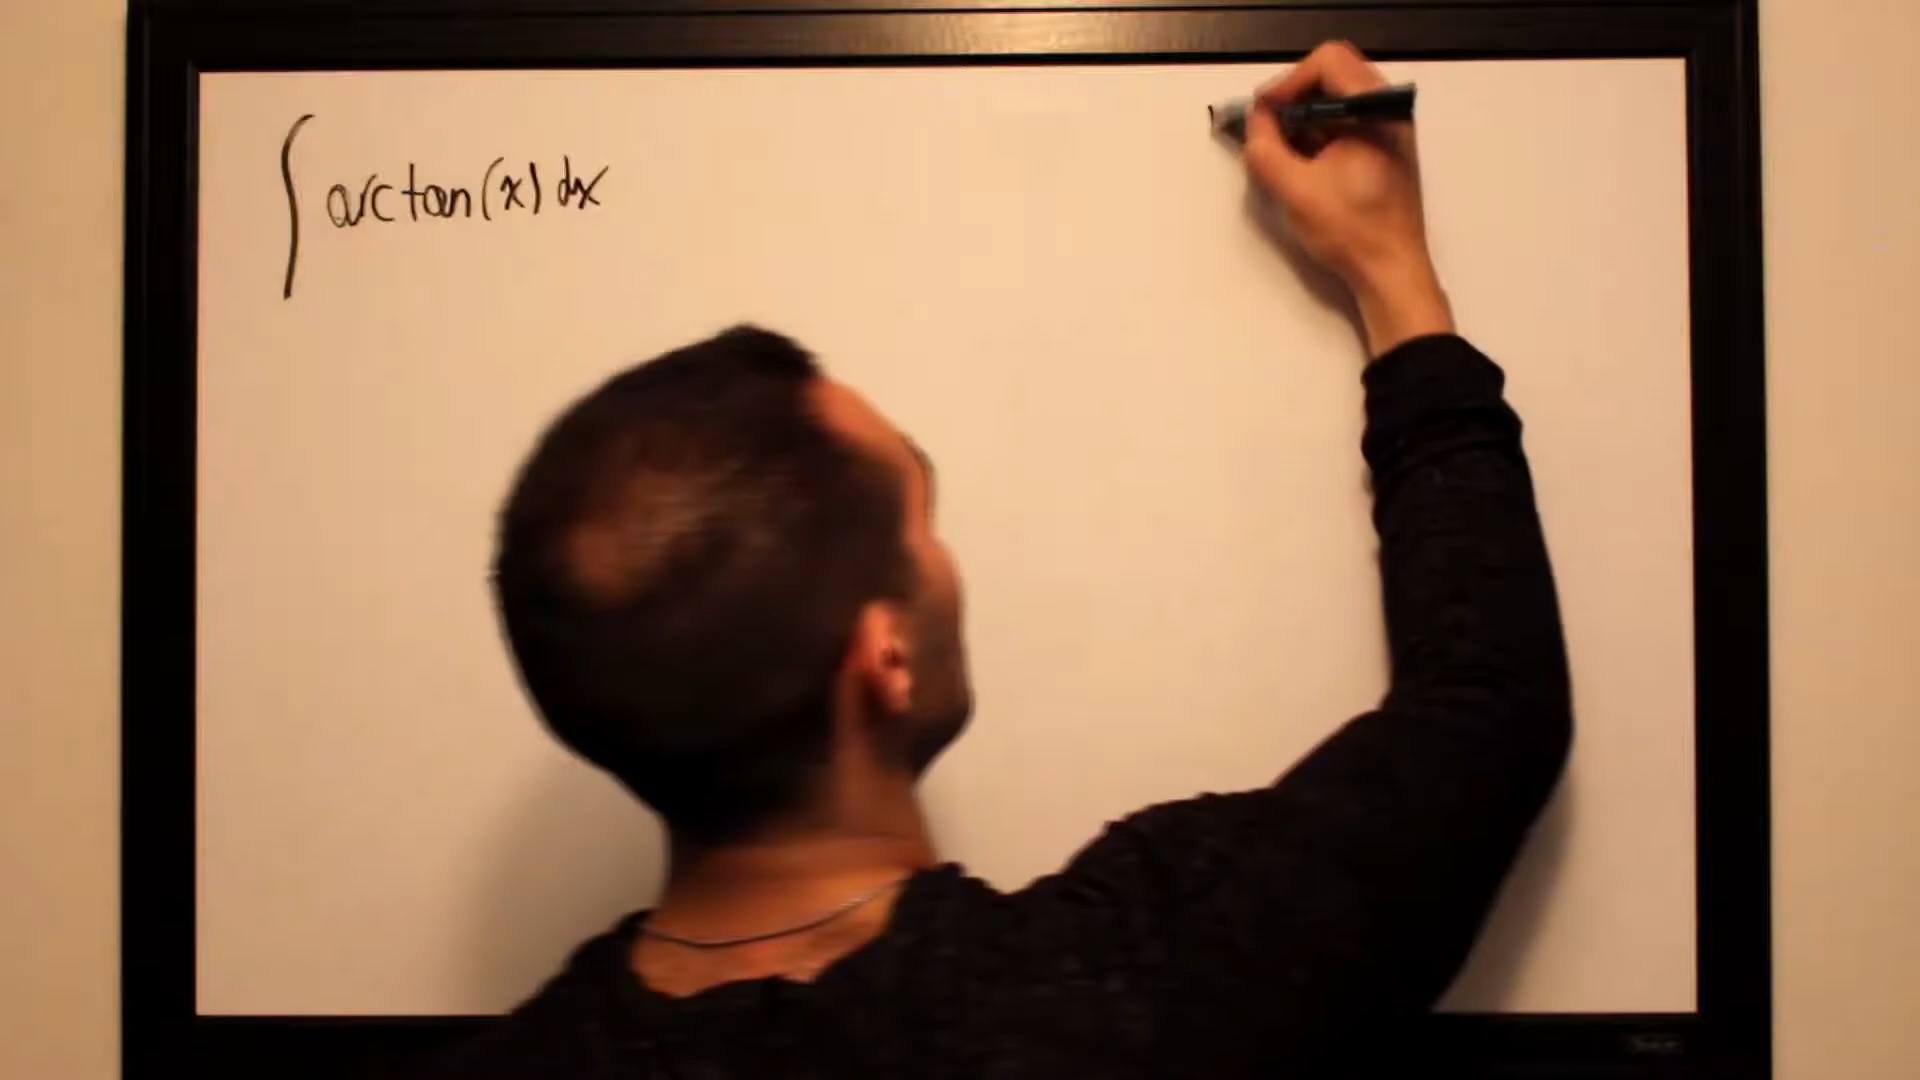 ∫ arctan(x) dx